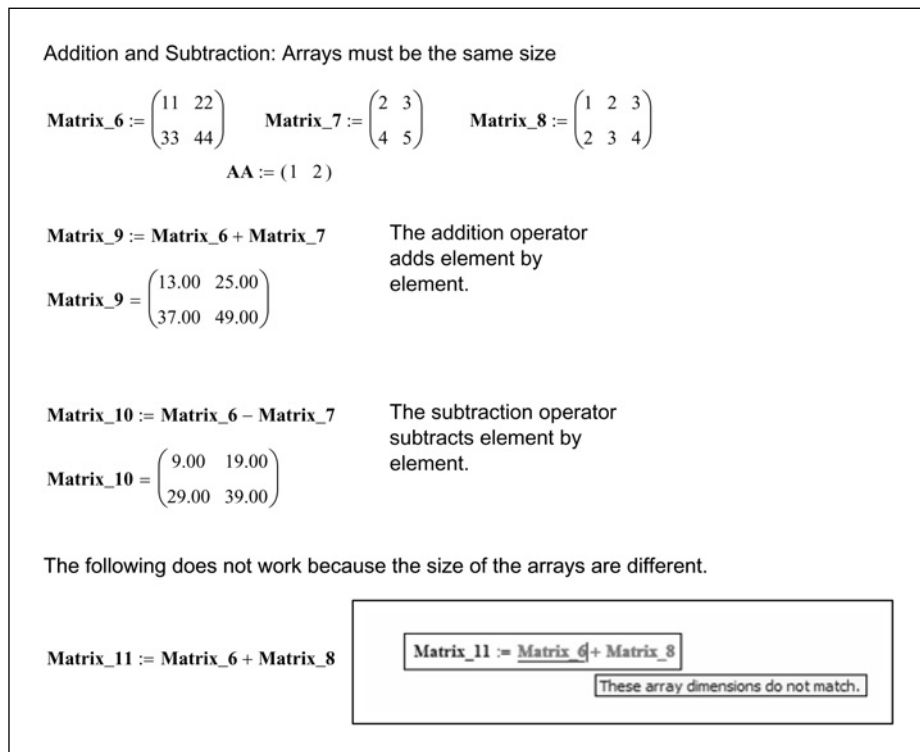 Addition and Subtraction: Arrays must be the same size
Matrix_6 := (11 22 Matrix_7 := (2 3 Matrix_8 := (1 2 3
33 44) 4 5) 2 3 4)
AA := (1 2)
Matrix_9 := Matrix_6 + Matrix_7
The addition operator
adds element by
element.
Matrix_9 = (13.00 25.00
37.00 49.00)
Matrix_10 := Matrix_6 − Matrix_7
The subtraction operator
subtracts element by
element.
Matrix_10 = (9.00 19.00
29.00 39.00)
The following does not work because the size of the arrays are different.
Matrix_11 := Matrix_6 + Matrix_8
Matrix_11 := Matrix_6 + Matrix_8
These array dimensions do not match.